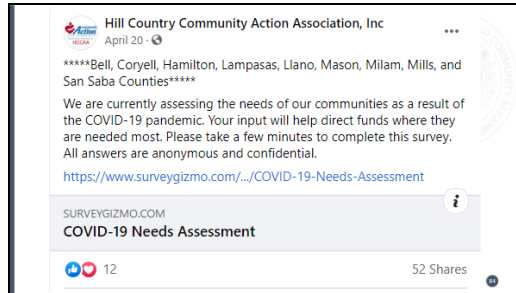 Hill Country Community Action Association, Inc
Action
HCCAA
April 20 ·
*****Bell, Coryell, Hamilton, Lampasas, Llano, Mason, Milam, Mills, and
San Saba Counties*****
We are currently assessing the needs of our communities as a result of
the COVID-19 pandemic. Your input will help direct funds where they
are needed most. Please take a few minutes to complete this survey.
All answers are anonymous and confidential.
https://www.surveygizmo.com/.../COVID-19-Needs-Assessment
SURVEYGIZMO.COM
COVID-19 Needs Assessment
12
52 Shares
84